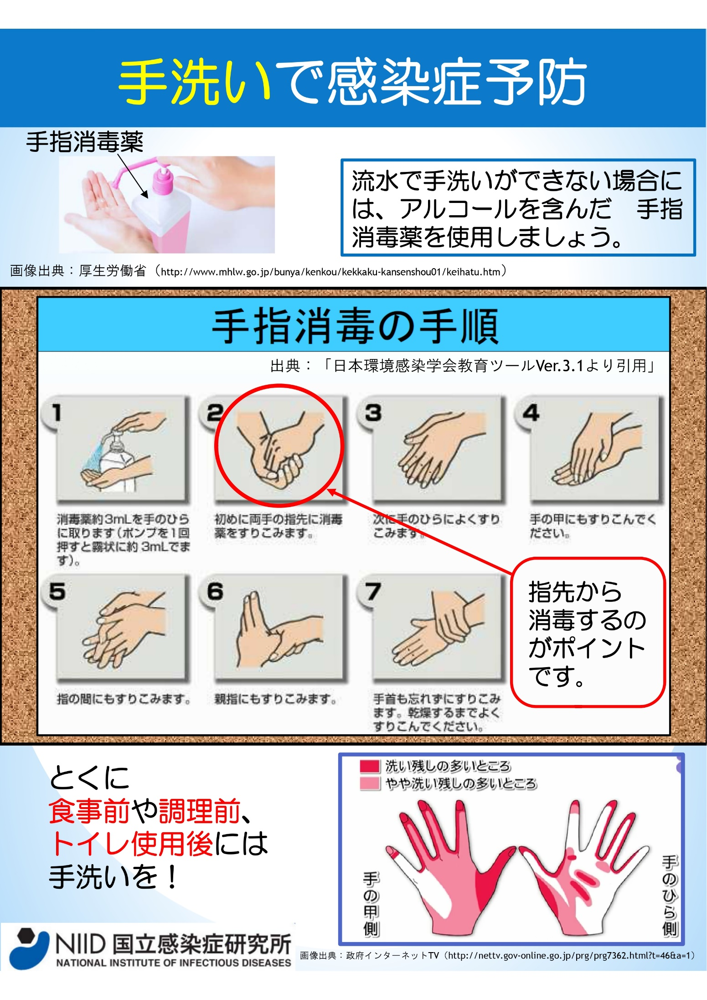 手洗いで感染症予防
手指消毒薬
流水で手洗いができない場合に
は、アルコールを含んだ　手指
消毒薬を使用しましょう。
画像出典：厚生労働省（http://www.mhlw.go.jp/bunya/kenkou/kekkaku-kansenshou01/keihatu.htm）
手指消毒の手順
出典：「日本環境感染学会教育ツールVer.3.1より引用」
1
消毒薬約3mLを手のひら
に取ります（ポンプを1回
押すと霧状に約 3mLでま
す）。
2
初めに両手の指先に消毒
薬をすりこみます。
3
次に手のひらによくすり
こみます。
4
手の甲にもすりこんでく
ださい。
5
指の間にもすりこみます。
6
親指にもすりこみます。
7
手首も忘れずにすりこみ
ます。乾燥するまでよく
すりこんでください。
指先から
消毒するの
がポイント
です。
とくに
食事前や調理前、
トイレ使用後には
手洗いを！
洗い残しの多いところ
やや洗い残しの多いところ
手の甲側
手のひら側
NIID 国立感染症研究所
NATIONAL INSTITUTE OF INFECTIOUS DISEASES
画像出典：政府インターネットTV（http://nettv.gov-online.go.jp/prg/prg7362.html?t=46&a=1）